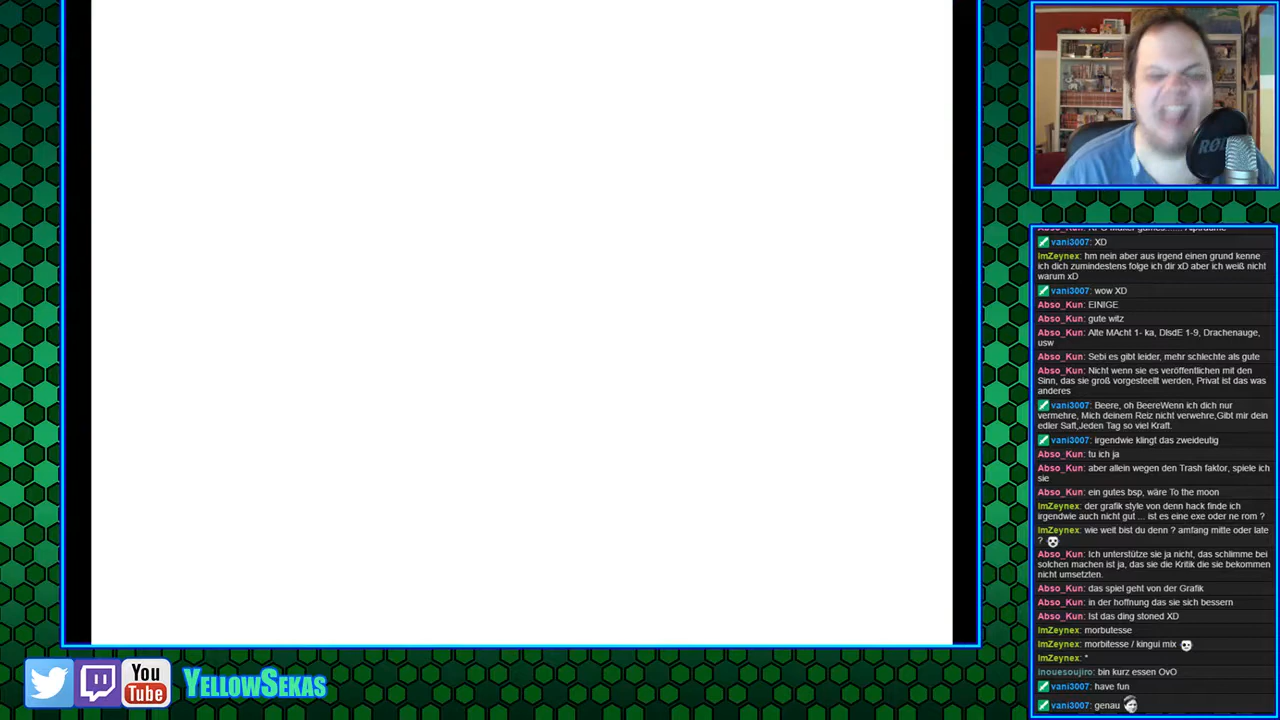 RØD
vani3007: XD
ImZeynex: hm nein aber aus irgend einen grund kenne
ich dich zumindestens folge ich dir xD aber ich weiß nicht
warum xD
vani3007: wow XD
Abso_Kun: EINIGE
Abso_Kun: gute witz
Abso_Kun: Alte MAcht 1- ka, DlsdE 1-9, Drachenauge,
usw
Abso_Kun: Sebi es gibt leider, mehr schlechte als gute
Abso_Kun: Nicht wenn sie es veröffentlichen mit den
Sinn, das sie groß vorgesteellt werden, Privat ist das was
anderes
vani3007: Beere, oh BeereWenn ich dich nur
vermehre, Mich deinem Reiz nicht verwehre,Gibt mir dein
edler Saft,Jeden Tag so viel Kraft.
vani3007: irgendwie klingt das zweideutig
Abso_Kun: tu ich ja
Abso_Kun: aber allein wegen den Trash faktor, spiele ich
sie
Abso_Kun: ein gutes bsp, wäre To the moon
ImZeynex: der grafik style von denn hack finde ich
irgendwie auch nicht gut ... ist es eine exe oder ne rom ?
ImZeynex: wie weit bist du denn ? amfang mitte oder late
?
Abso_Kun: Ich unterstütze sie ja nicht, das schlimme bei
solchen machen ist ja, das sie die Kritik die sie bekommen
nicht umsetzten.
Abso_Kun: das spiel geht von der Grafik
Abso_Kun: in der hoffnung das sie sich bessern
Abso_Kun: Ist das ding stoned XD
ImZeynex: morbutesse
ImZeynex: morbitesse / kingui mix
ImZeynex: *
inouesoujiro: bin kurz essen OvO
vani3007: have fun
vani3007: genau
You
Tube
YellowSekas